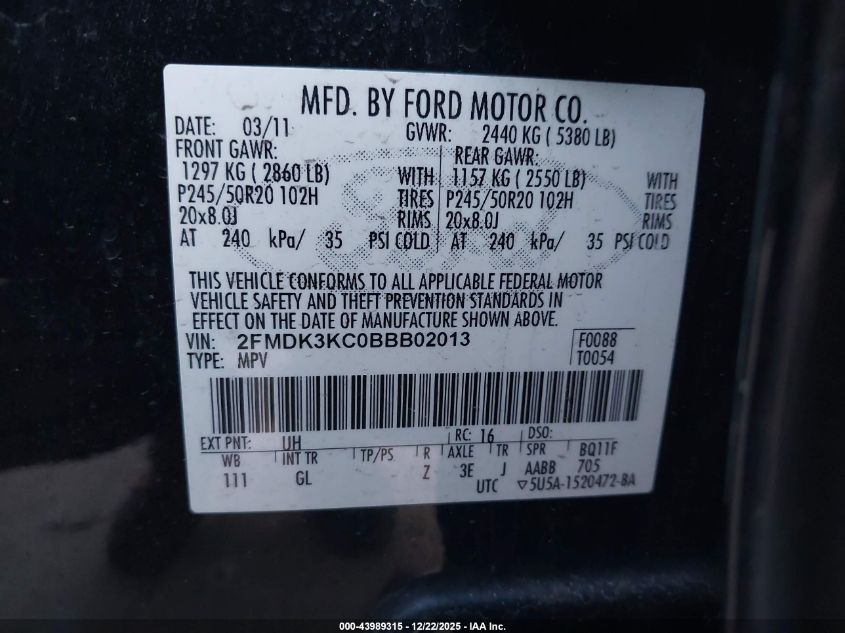 MFD. BY FORD MOTOR CO.
DATE: 03/11 GVWR: 2440 KG ( 5380 LB)
FRONT GAWR: REAR GAWR:
1297 KG ( 2860 LB) WITH 1157 KG ( 2550 LB) WITH
P245/50R20 102H TIRES P245/50R20 102H TIRES
20x8.0J RIMS 20x8.0J RIMS
AT 240 kPa/ 35 PSI COLD AT 240 kPa/ 35 PSI COLD
THIS VEHICLE CONFORMS TO ALL APPLICABLE FEDERAL MOTOR
VEHICLE SAFETY AND THEFT PREVENTION STANDARDS IN
EFFECT ON THE DATE OF MANUFACTURE SHOWN ABOVE.
VIN: 2FMDK3KC0BBB02013 F0088
TYPE: MPV T0054
EXT PNT: UH RC: 16 DSO:
WB INT TR TP/PS R AXLE TR SPR BQ11F
111 GL Z 3E J AABB 705
UTC ▽5U5A-1520472-BA
000-43989315 - 12/22/2025 - IAA Inc.